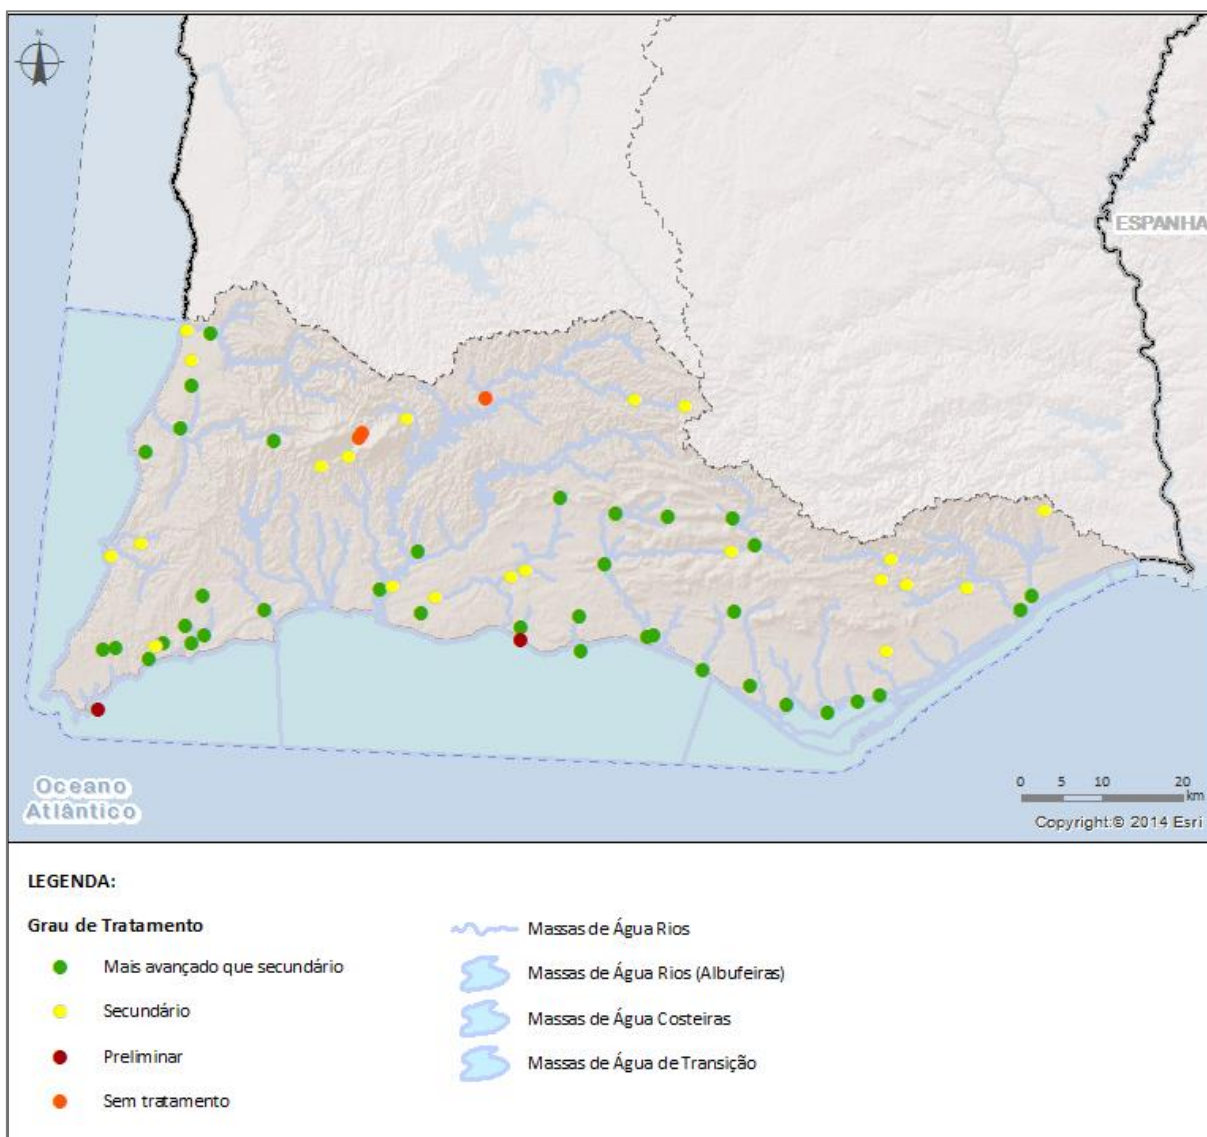 N
ESPANHA
Oceano
Atlântico
0 5 10 20
km
Copyright:© 2014 Esri
LEGENDA:
Grau de Tratamento
Mais avançado que secundário
Secundário
Preliminar
Sem tratamento
Massas de Água Rios
Massas de Água Rios (Albufeiras)
Massas de Água Costeiras
Massas de Água de Transição